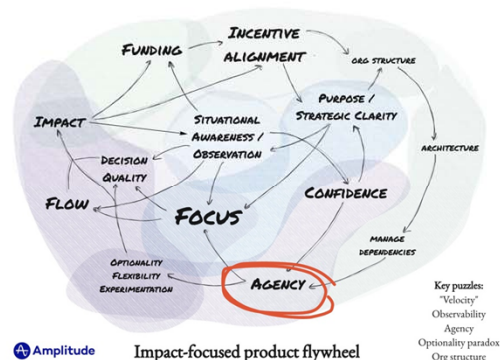 Incentive
Alignment
Funding
Org Structure
Purpose /
Strategic Clarity
Impact
Situational
Awareness /
Observation
Architecture
Decision
Quality
Flow
Focus
Confidence
Manage
Dependencies
Optionality
Flexibility
Experimentation
Agency
Key puzzles:
"Velocity"
Observability
Agency
Optionality paradox
Org structure
Amplitude
Impact-focused product flywheel